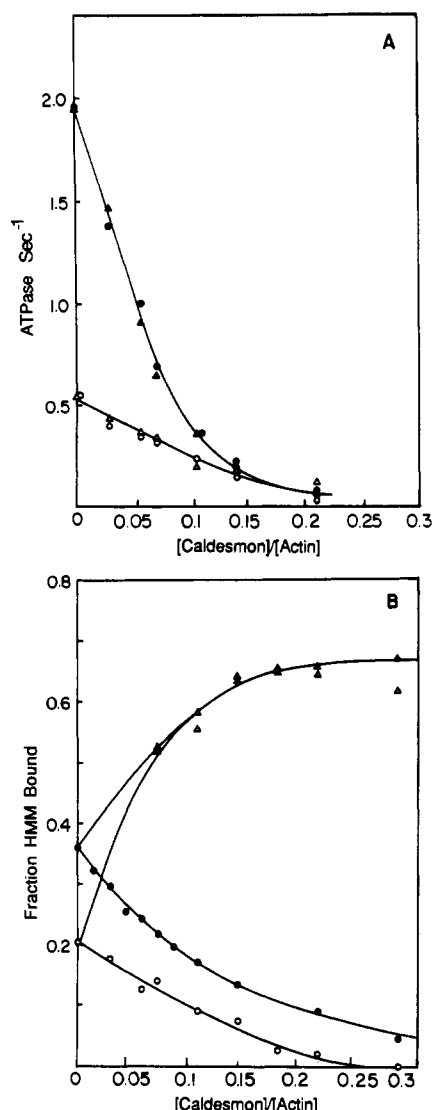 A
2.0
1.5
1.0
0.5
ATPase Sec⁻¹
0 0.05 0.1 0.15 0.2 0.25 0.3
[Caldesmon]/[Actin]
B
0.8
0.6
0.4
0.2
Fraction HMM Bound
0 0.05 0.1 0.15 0.2 0.25 0.3
[Caldesmon]/[Actin]